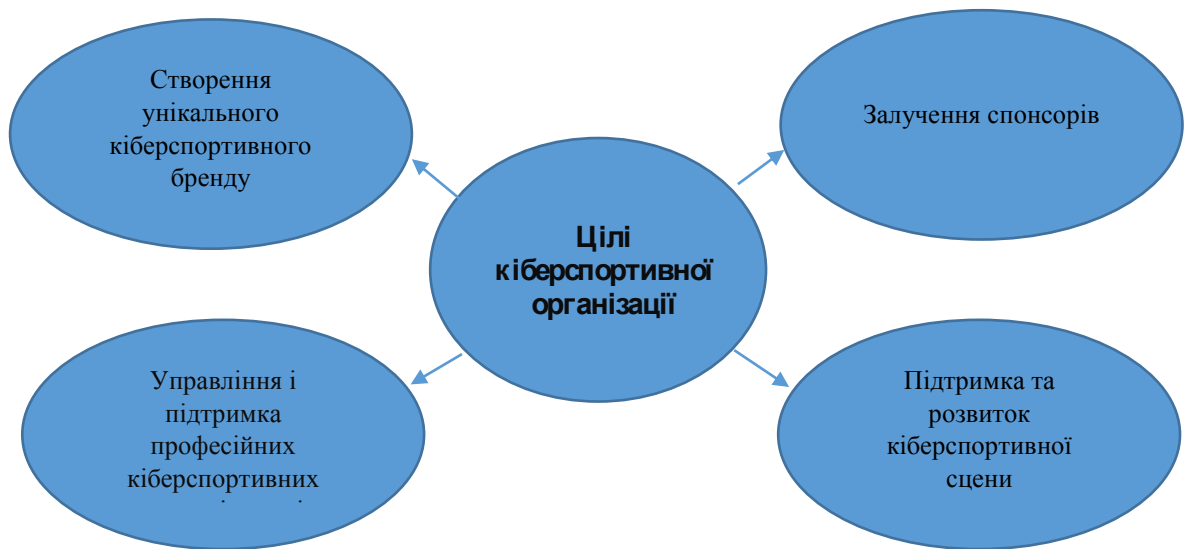 Створення
унікального
кіберспортивного
бренду
Залучення спонсорів
Цілі
кіберспортивної
організації
Управління і
підтримка
професійних
кіберспортивних
Підтримка та
розвиток
кіберспортивної
сцени